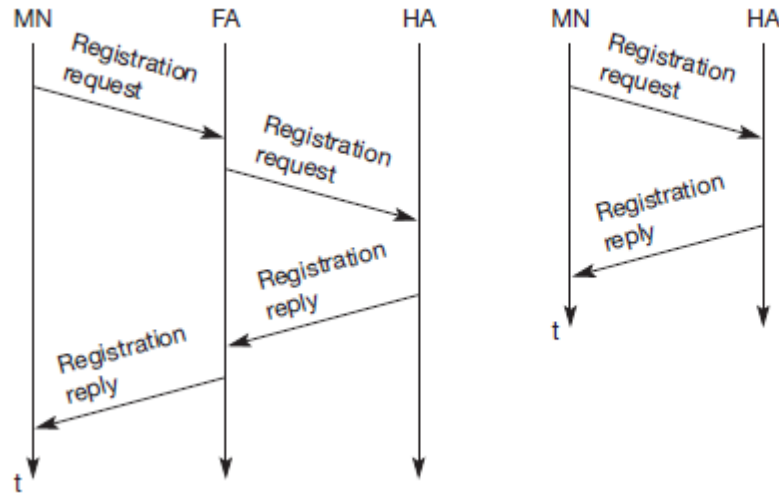 MN FA HA
Registration
request
Registration
request
Registration
reply
Registration
reply
t
MN HA
Registration
request
Registration
reply
t